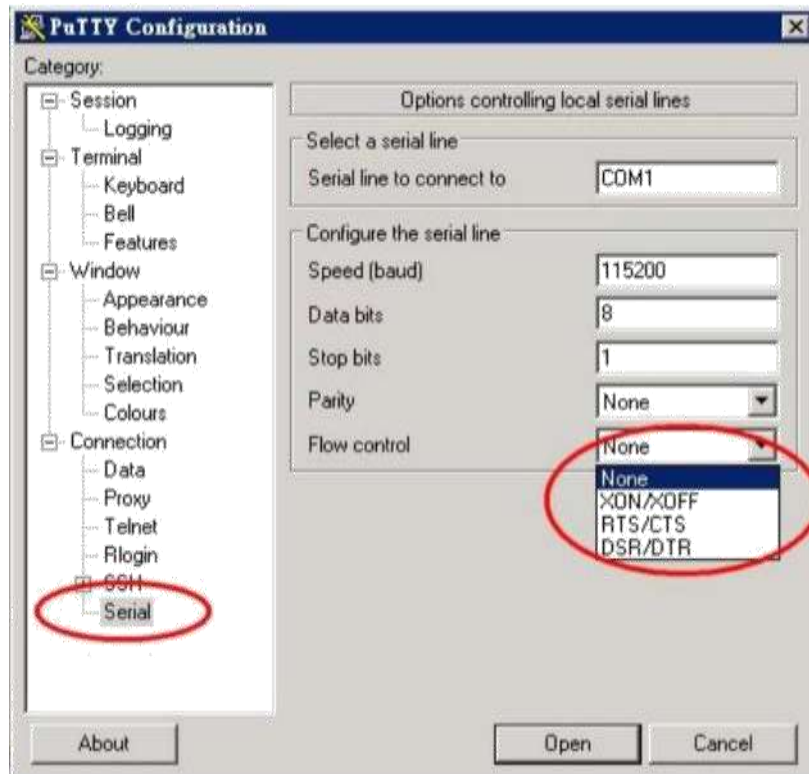 PuTTY Configuration
Category:
Session
Logging
Terminal
Keyboard
Bell
Features
Window
Appearance
Behaviour
Translation
Selection
Colours
Connection
Data
Proxy
Telnet
Rlogin
SSH
Serial
Options controlling local serial lines
Select a serial line
Serial line to connect to COM1
Configure the serial line
Speed (baud) 115200
Data bits 8
Stop bits 1
Parity None
Flow control None
None
XON/XOFF
RTS/CTS
DSR/DTR
About Open Cancel